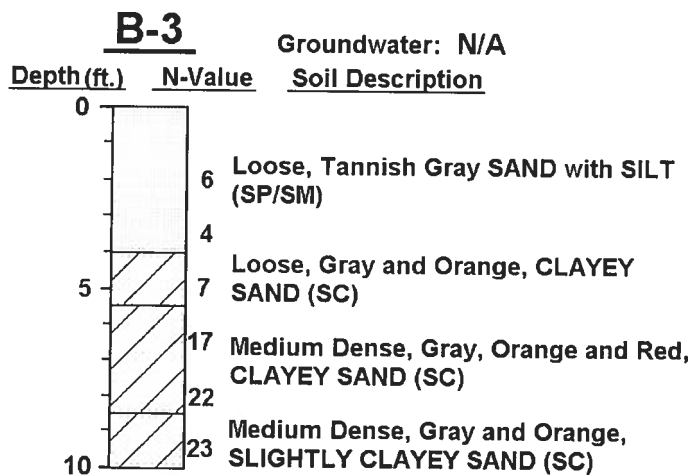 B-3
Groundwater: N/A
Depth (ft.) N-Value Soil Description
0
6 Loose, Tannish Gray SAND with SILT
(SP/SM)
4
Loose, Gray and Orange, CLAYEY
5 7 SAND (SC)
17 Medium Dense, Gray, Orange and Red,
CLAYEY SAND (SC)
22
23 Medium Dense, Gray and Orange,
10 SLIGHTLY CLAYEY SAND (SC)